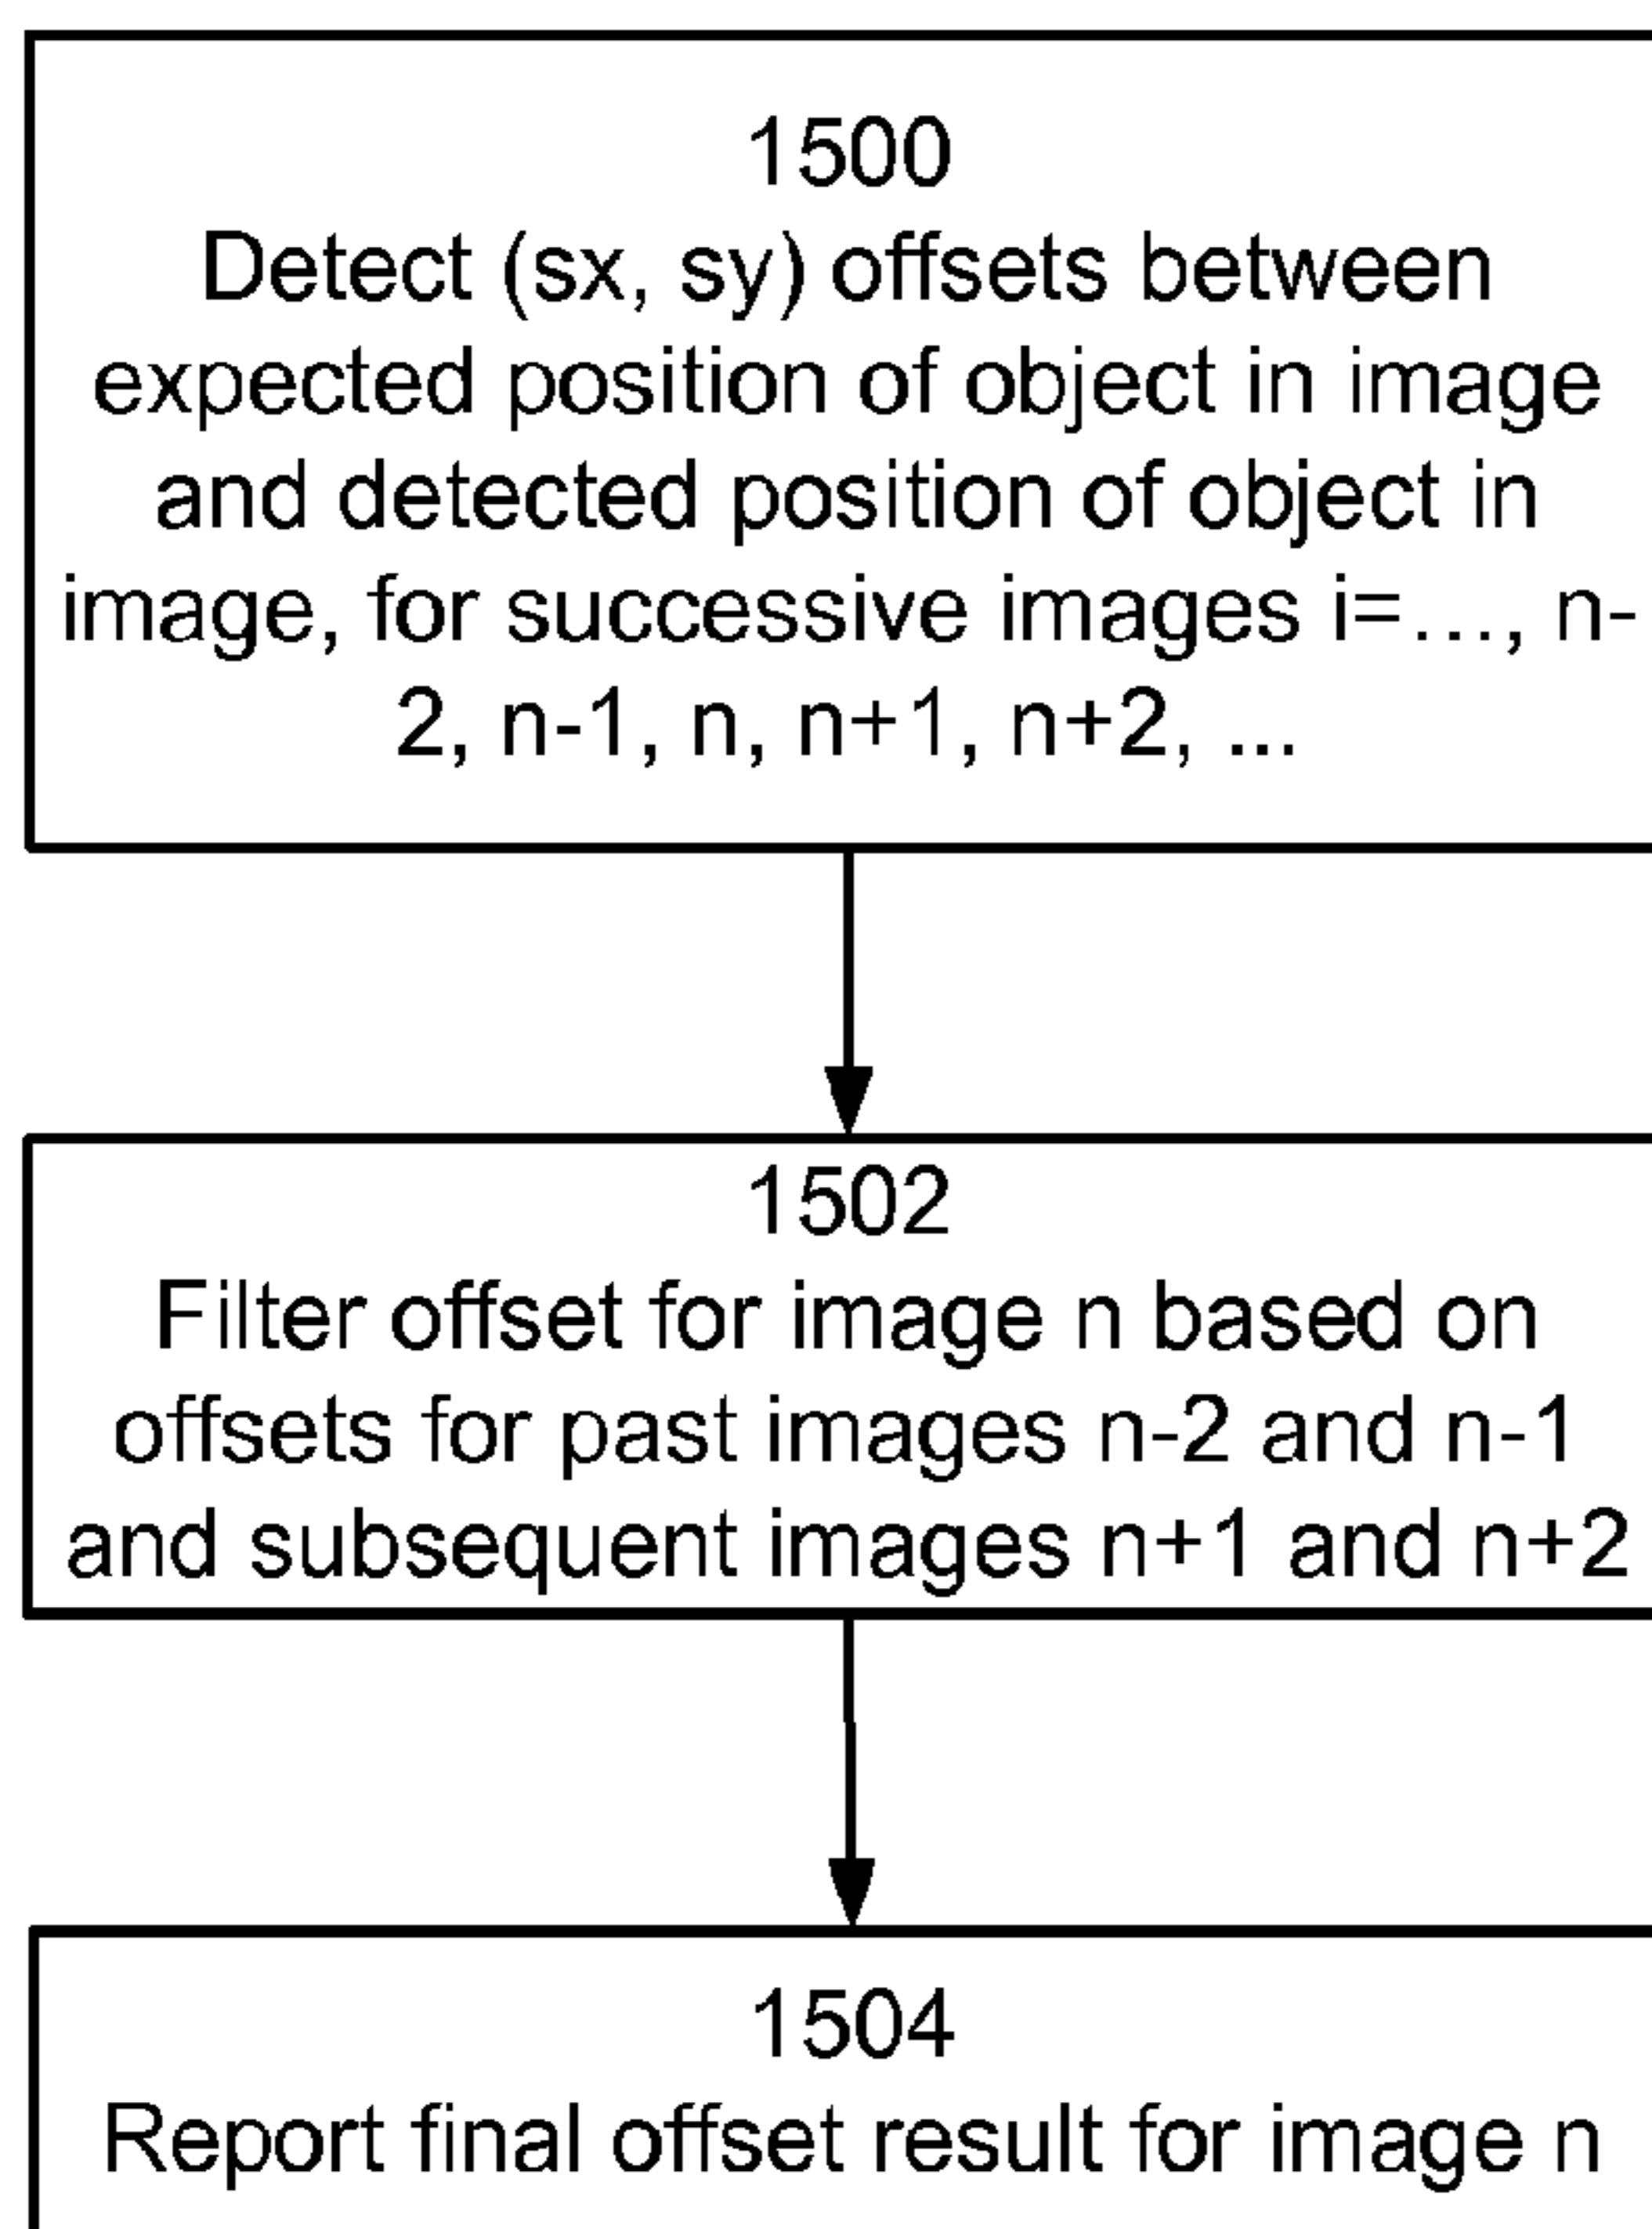 1500
Detect (sx, sy) offsets between
expected position of object in image
and detected position of object in
image, for successive images i=..., n-
2, n-1, n, n+1, n+2, ...
1502
Filter offset for image n based on
offsets for past images n-2 and n-1
and subsequent images n+1 and n+2
1504
Report final offset result for image n